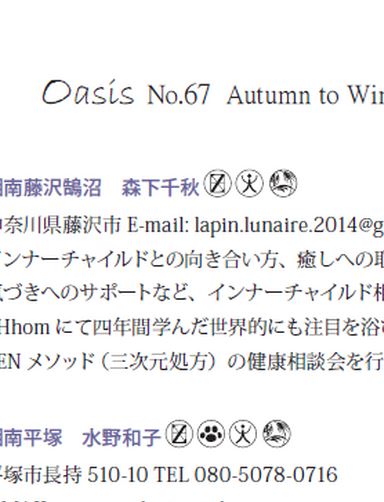 Oasis No.67 Autumn to Win
南藤沢鵠沼 森下千秋
奈川県藤沢市 E-mail: lapin.lunaire.2014@g
インナーチャイルドとの向き合い方、癒しへの取
気づきへのサポートなど、インナーチャイルド相
Hhom にて四年間学んだ世界的にも注目を浴び
EN メソッド（三次元処方）の健康相談会を行
南平塚 水野和子
平塚市長持 510-10 TEL 080-5078-0716